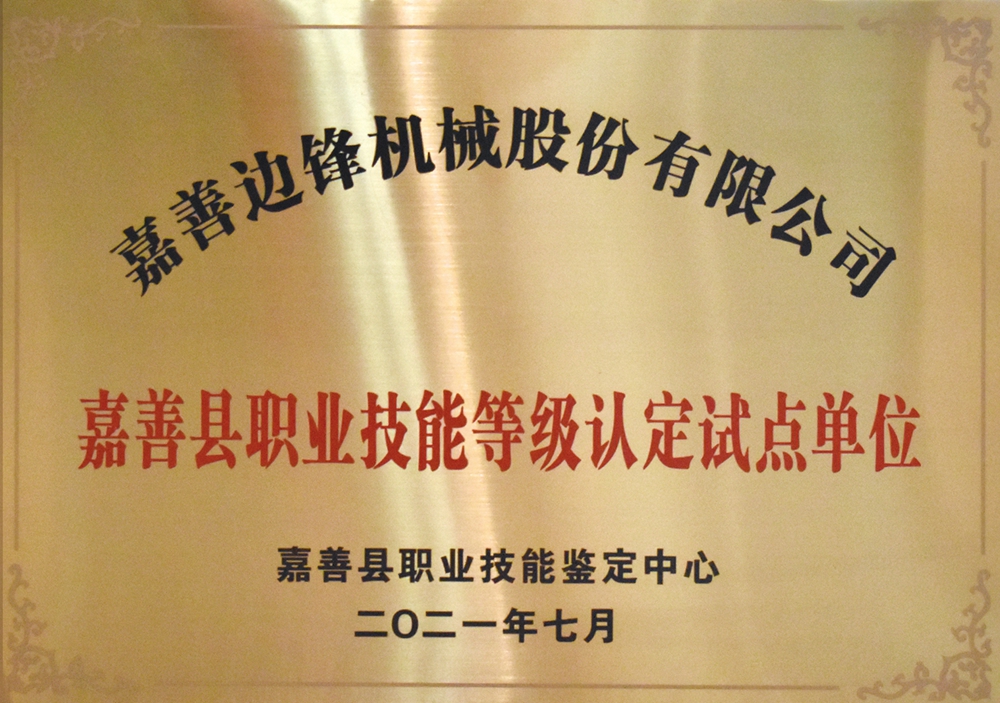 嘉善边锋机械股份有限公司
嘉善县职业技能等级认定试点单位
嘉善县职业技能鉴定中心
二〇二一年七月